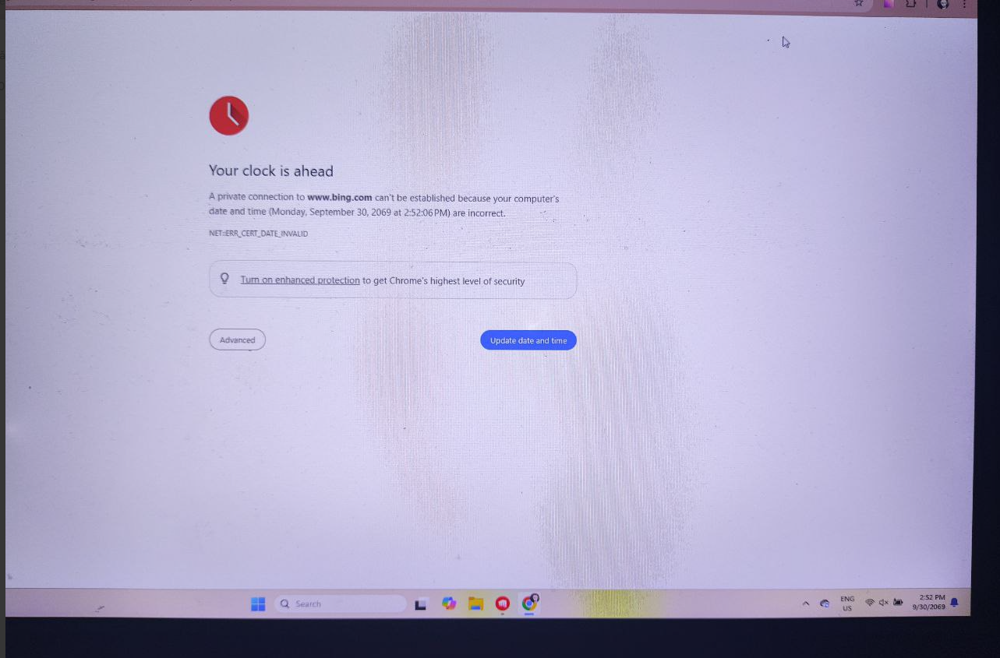 Your clock is ahead
A private connection to www.bing.com can't be established because your computer's
date and time (Monday, September 30, 2069 at 2:52:06 PM) are incorrect.
NET::ERR_CERT_DATE_INVALID
Turn on enhanced protection to get Chrome's highest level of security
Advanced
Update date and time
Search
ENG
US
2:52 PM
9/30/2069